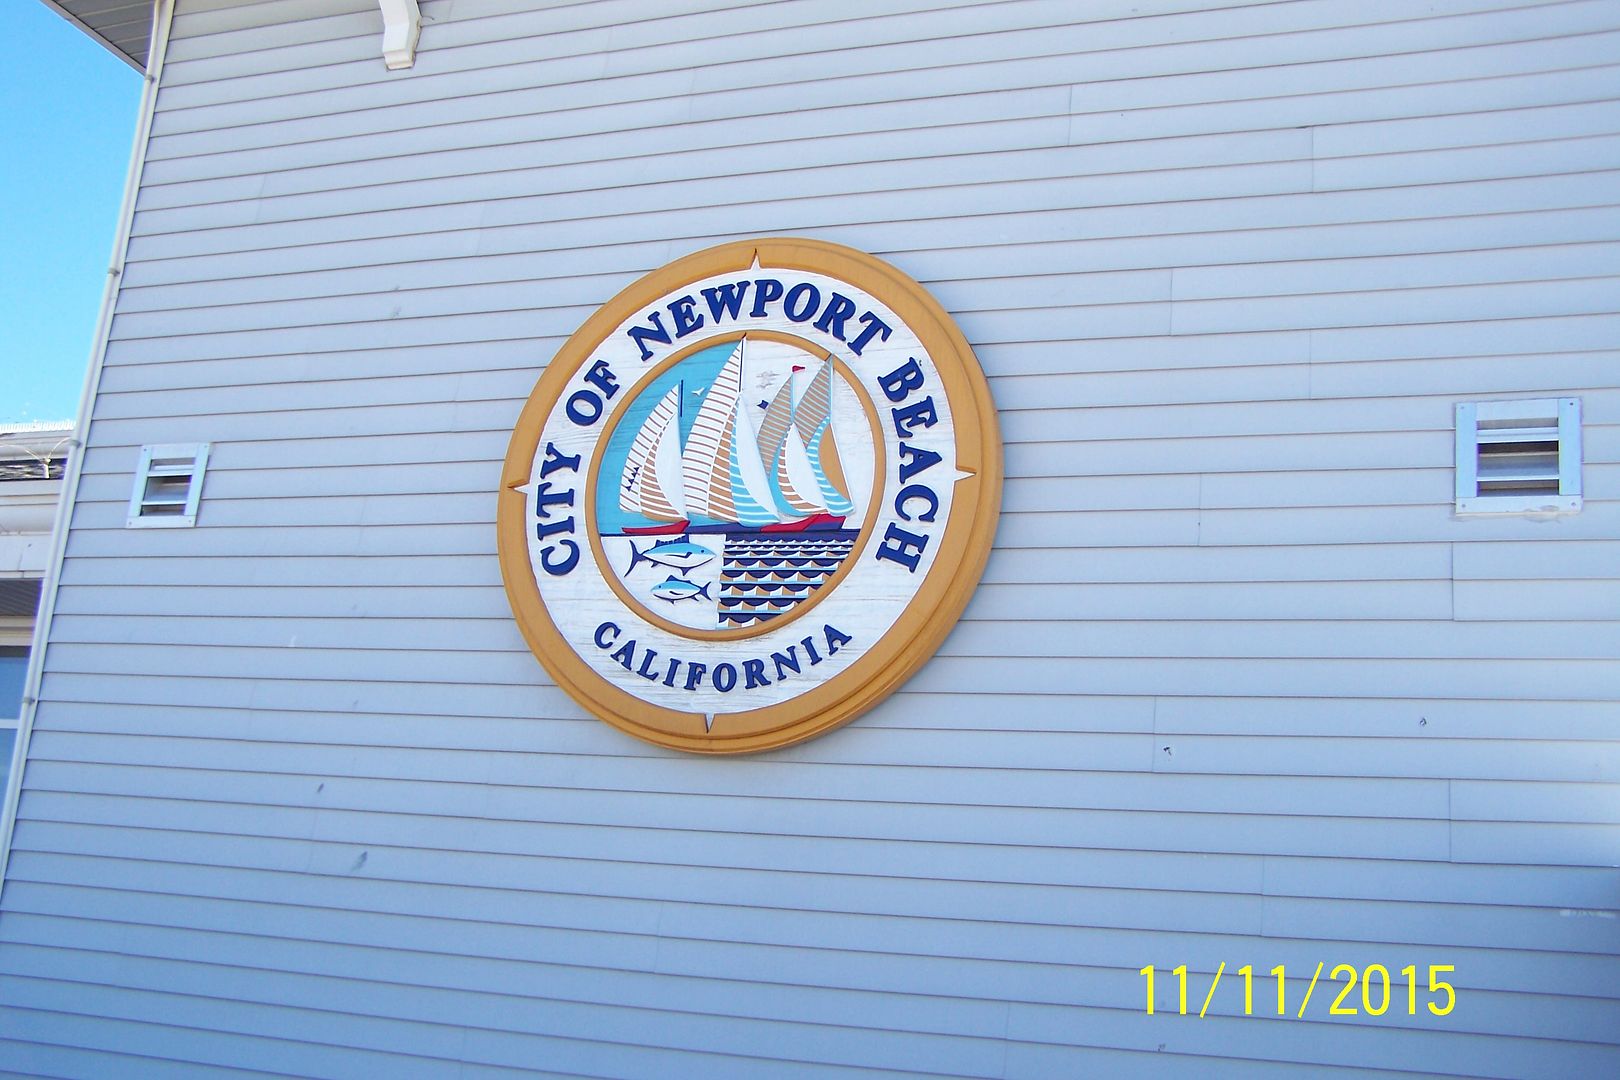 CITY OF NEWPORT BEACH
CALIFORNIA
11/11/2015